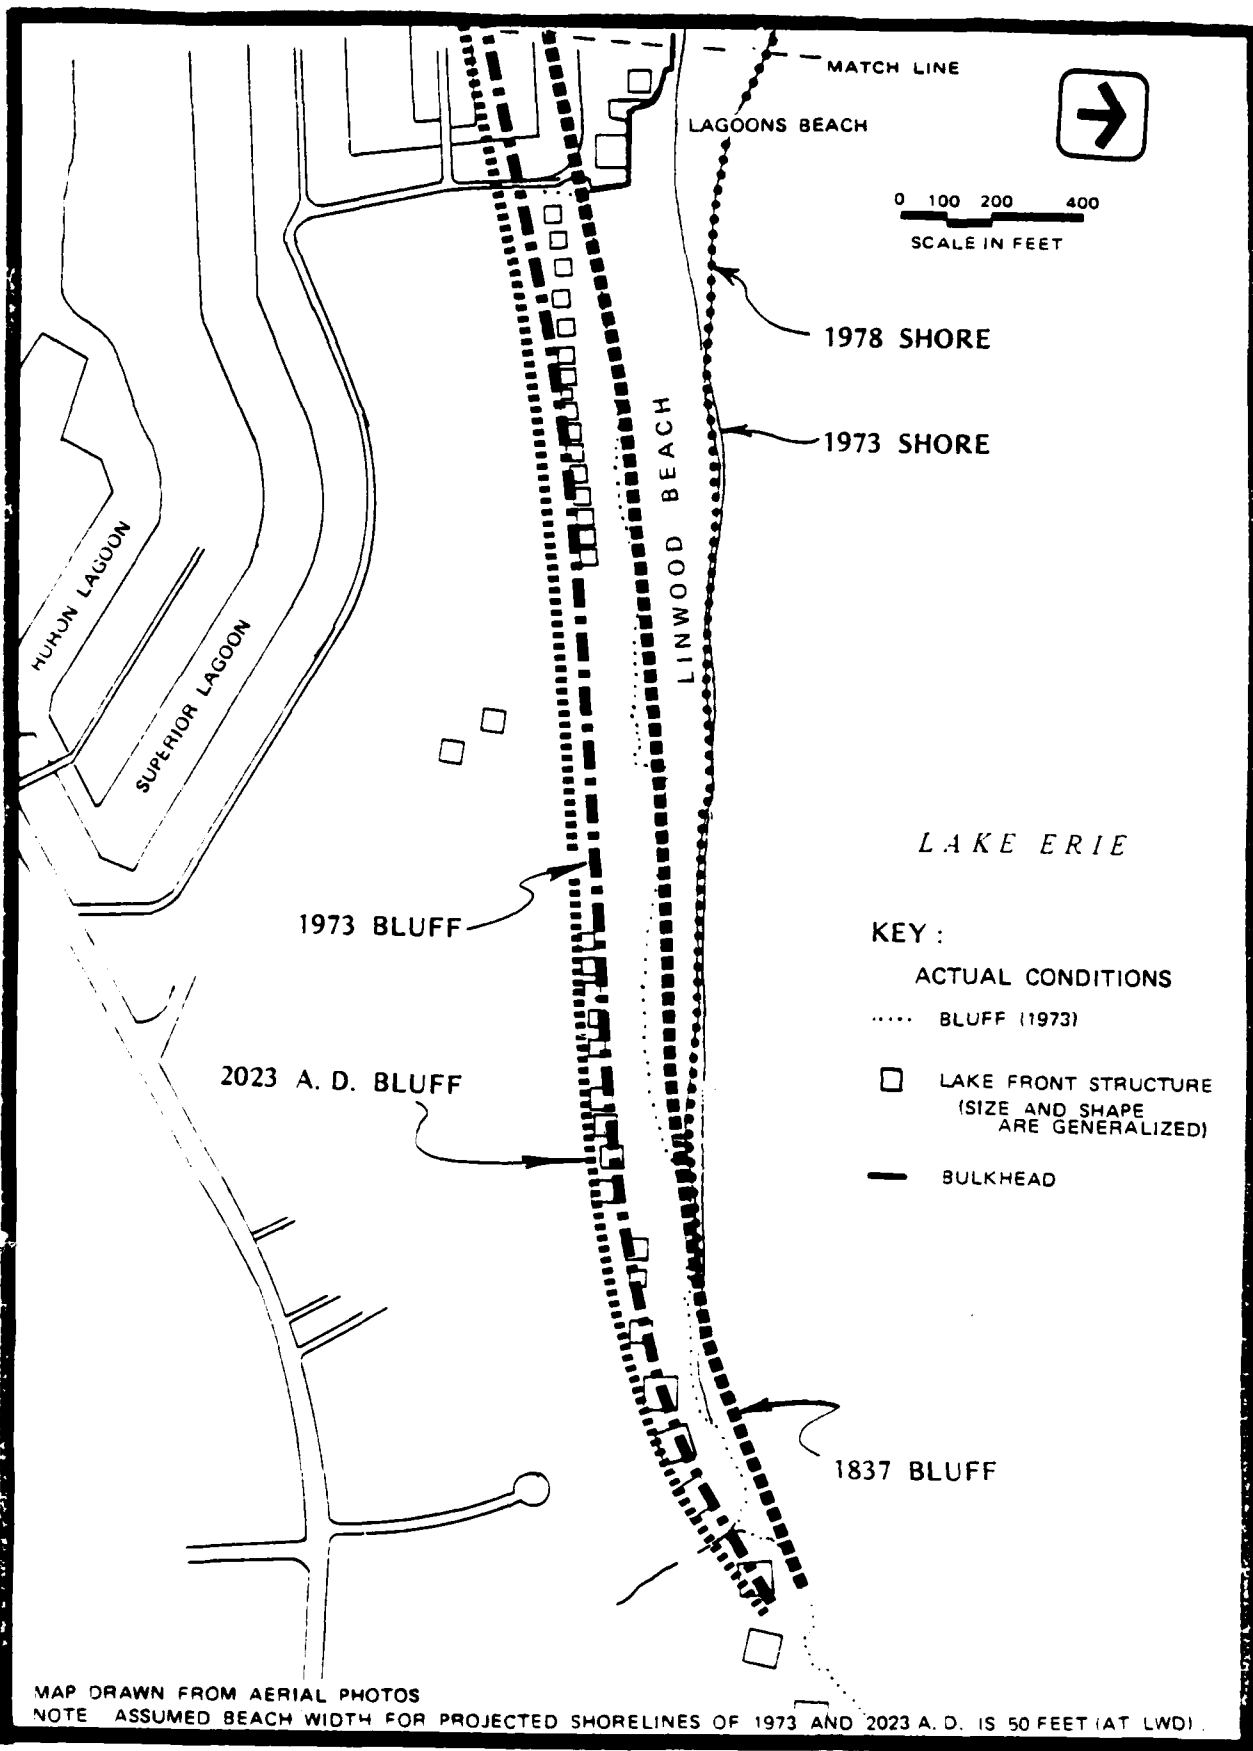 MATCH LINE
LAGOONS BEACH
0 100 200 400
SCALE IN FEET
1978 SHORE
1973 SHORE
LINWOOD BEACH
HURON LAGOON
SUPERIOR LAGOON
LAKE ERIE
1973 BLUFF
KEY :
ACTUAL CONDITIONS
BLUFF (1973)
2023 A. D. BLUFF
LAKE FRONT STRUCTURE
(SIZE AND SHAPE
ARE GENERALIZED)
BULKHEAD
1837 BLUFF
MAP DRAWN FROM AERIAL PHOTOS
NOTE ASSUMED BEACH WIDTH FOR PROJECTED SHORELINES OF 1973 AND 2023 A. D. IS 50 FEET (AT LWD).